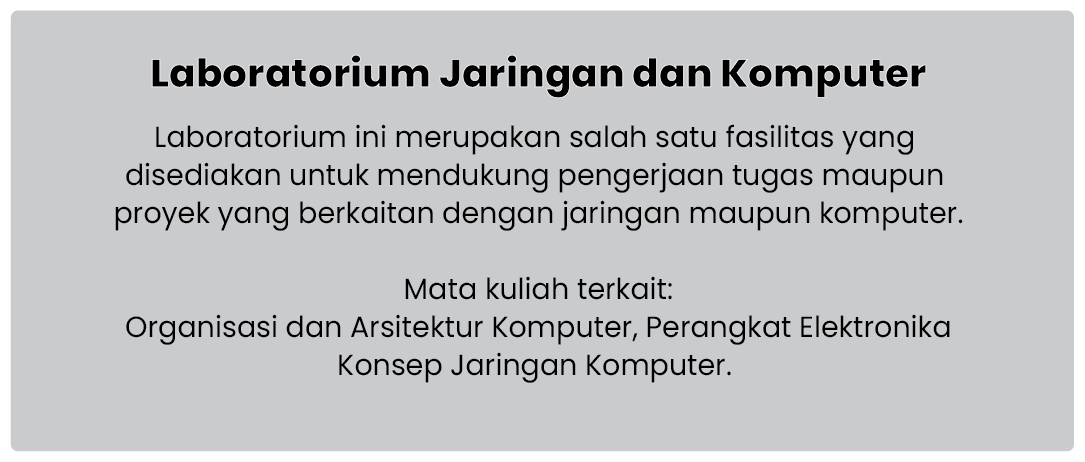 Laboratorium Jaringan dan Komputer
Laboratorium ini merupakan salah satu fasilitas yang
disediakan untuk mendukung pengerjaan tugas maupun
proyek yang berkaitan dengan jaringan maupun komputer.
Mata kuliah terkait:
Organisasi dan Arsitektur Komputer, Perangkat Elektronika
Konsep Jaringan Komputer.